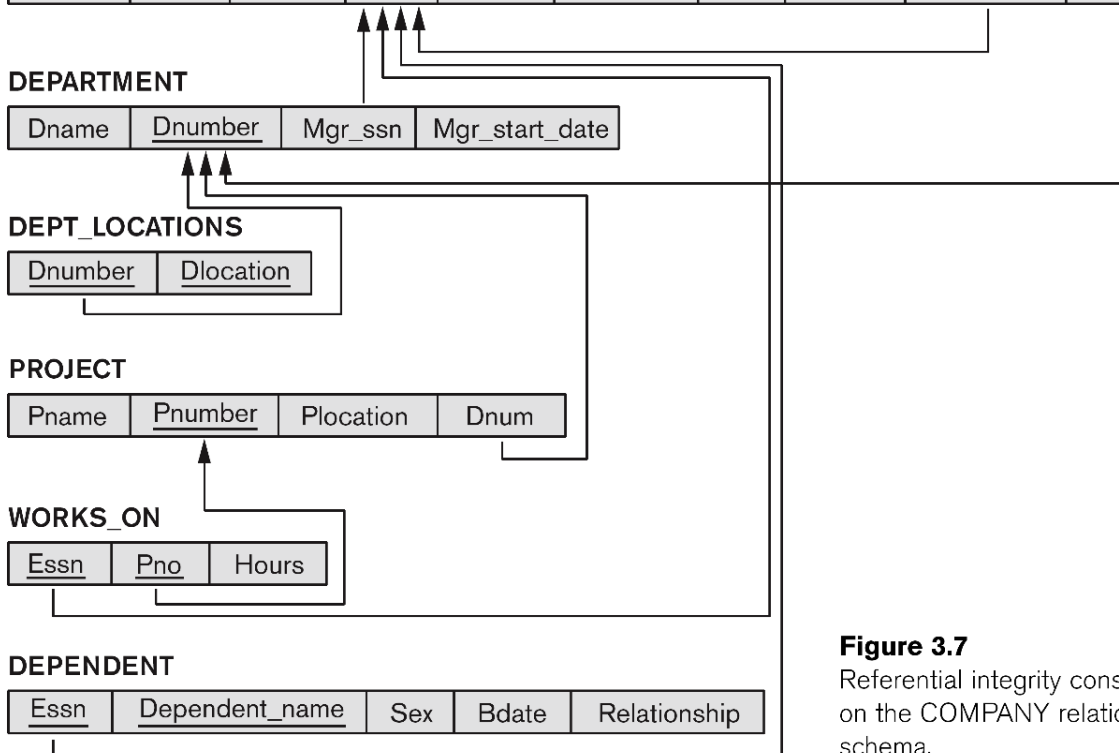 DEPARTMENT
Dname Dnumber Mgr_ssn Mgr_start_date
DEPT_LOCATIONS
Dnumber Dlocation
PROJECT
Pname Pnumber Plocation Dnum
WORKS_ON
Essn Pno Hours
DEPENDENT
Essn Dependent_name Sex Bdate Relationship
Figure 3.7
Referential integrity cons
on the COMPANY relatio
schema.